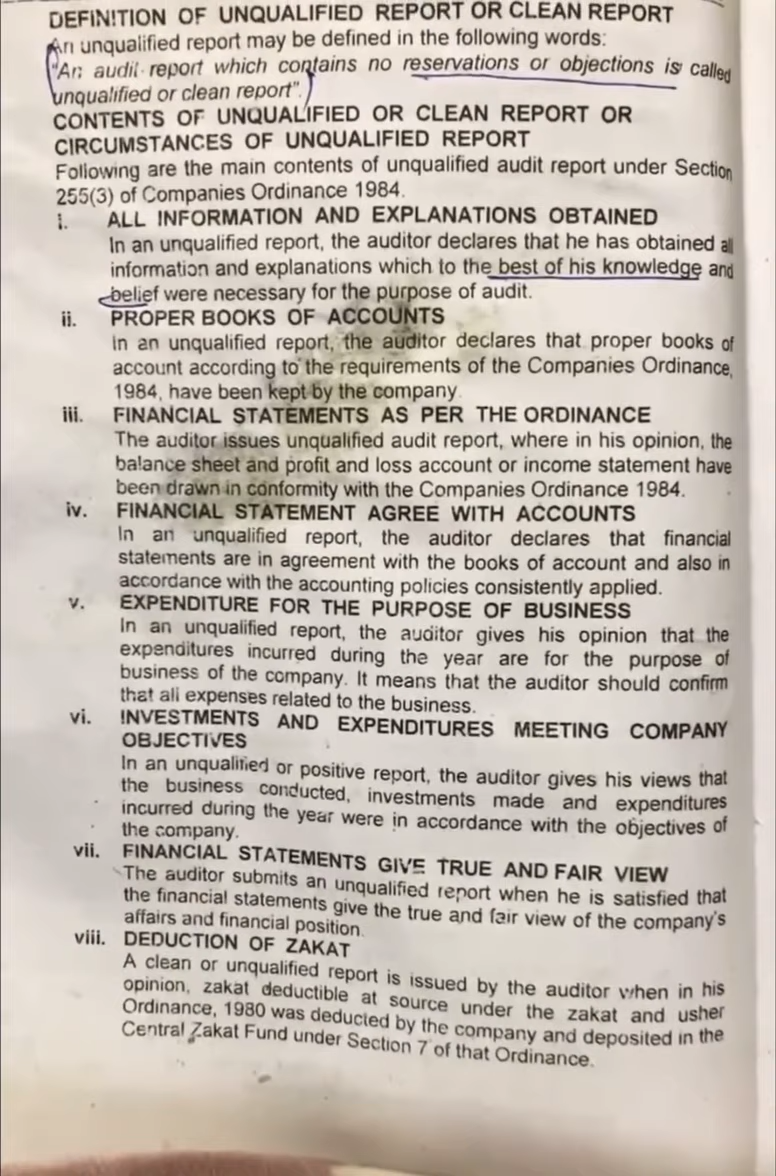 DEFINITION OF UNQUALIFIED REPORT OR CLEAN REPORT
An unqualified report may be defined in the following words:
"An audit report which contains no reservations or objections is called
unqualified or clean report".
CONTENTS OF UNQUALIFIED OR CLEAN REPORT OR
CIRCUMSTANCES OF UNQUALIFIED REPORT
Following are the main contents of unqualified audit report under Section
255(3) of Companies Ordinance 1984.
i. ALL INFORMATION AND EXPLANATIONS OBTAINED
In an unqualified report, the auditor declares that he has obtained all
information and explanations which to the best of his knowledge and
belief were necessary for the purpose of audit.
ii. PROPER BOOKS OF ACCOUNTS
In an unqualified report, the auditor declares that proper books of
account according to the requirements of the Companies Ordinance,
1984, have been kept by the company.
iii. FINANCIAL STATEMENTS AS PER THE ORDINANCE
The auditor issues unqualified audit report, where in his opinion, the
balance sheet and profit and loss account or income statement have
been drawn in conformity with the Companies Ordinance 1984.
iv. FINANCIAL STATEMENT AGREE WITH ACCOUNTS
In an unqualified report, the auditor declares that financial
statements are in agreement with the books of account and also in
accordance with the accounting policies consistently applied.
v. EXPENDITURE FOR THE PURPOSE OF BUSINESS
In an unqualified report, the auditor gives his opinion that the
expenditures incurred during the year are for the purpose of
business of the company. It means that the auditor should confirm
that all expenses related to the business.
vi. INVESTMENTS AND EXPENDITURES MEETING COMPANY
OBJECTIVES
In an unqualified or positive report, the auditor gives his views that
the business conducted, investments made and expenditures
incurred during the year were in accordance with the objectives of
the company.
vii. FINANCIAL STATEMENTS GIVE TRUE AND FAIR VIEW
The auditor submits an unqualified report when he is satisfied that
the financial statements give the true and fair view of the company's
affairs and financial position.
viii. DEDUCTION OF ZAKAT
A clean or unqualified report is issued by the auditor when in his
opinion, zakat deductible at source under the zakat and usher
Ordinance, 1980 was deducted by the company and deposited in the
Central Zakat Fund under Section 7 of that Ordinance.